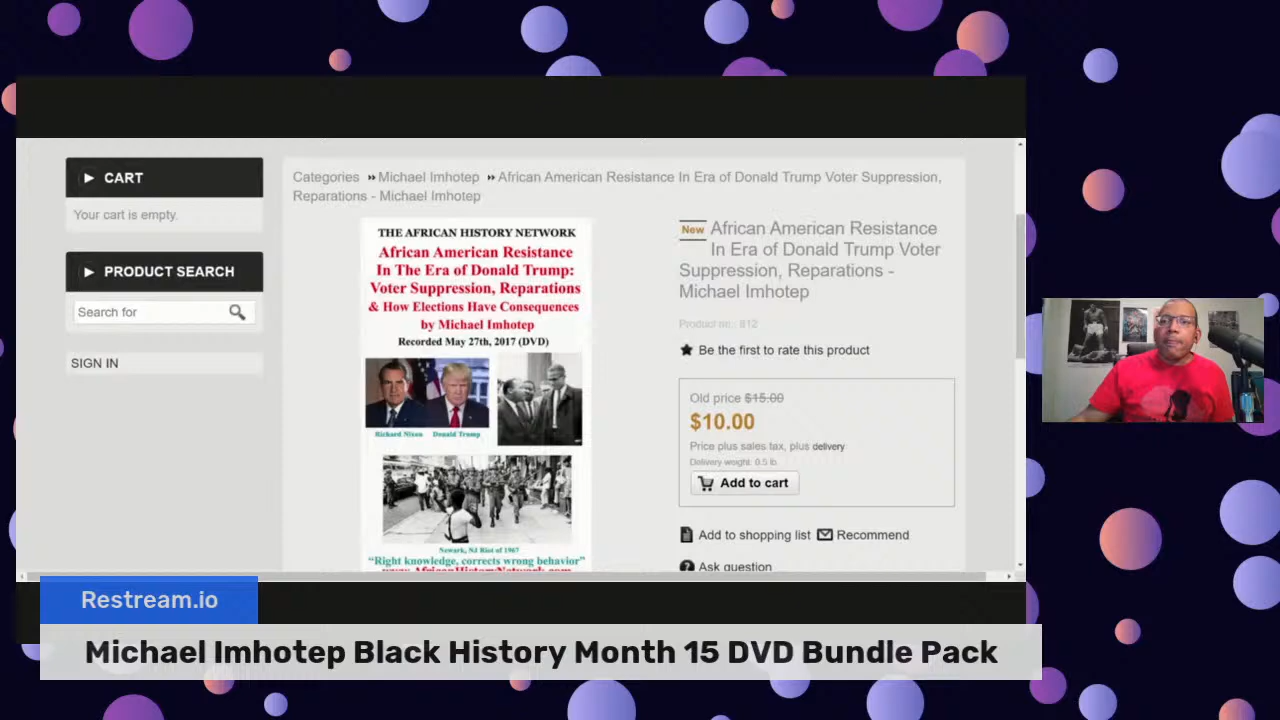 CART
Your cart is empty.
PRODUCT SEARCH
Search for
SIGN IN
Categories Michael Imhotep African American Resistance In Era of Donald Trump Voter Suppression,
Reparations - Michael Imhotep
THE AFRICAN HISTORY NETWORK
African American Resistance
In The Era of Donald Trump:
Voter Suppression, Reparations
& How Elections Have Consequences
by Michael Imhotep
Recorded May 27th, 2017 (DVD)
Richard Nixon Donald Trump
Newark, NJ Riot of 1967
“Right knowledge, corrects wrong behavior”
www.AfricanHistoryNetwork.com
New African American Resistance
In Era of Donald Trump Voter
Suppression, Reparations -
Michael Imhotep
Product no.: 812
Be the first to rate this product
Old price $15.00
$10.00
Price plus sales tax, plus delivery
Delivery weight: 0.5 lb
Add to cart
Add to shopping list Recommend
Ask question
Restream.io
Michael Imhotep Black History Month 15 DVD Bundle Pack